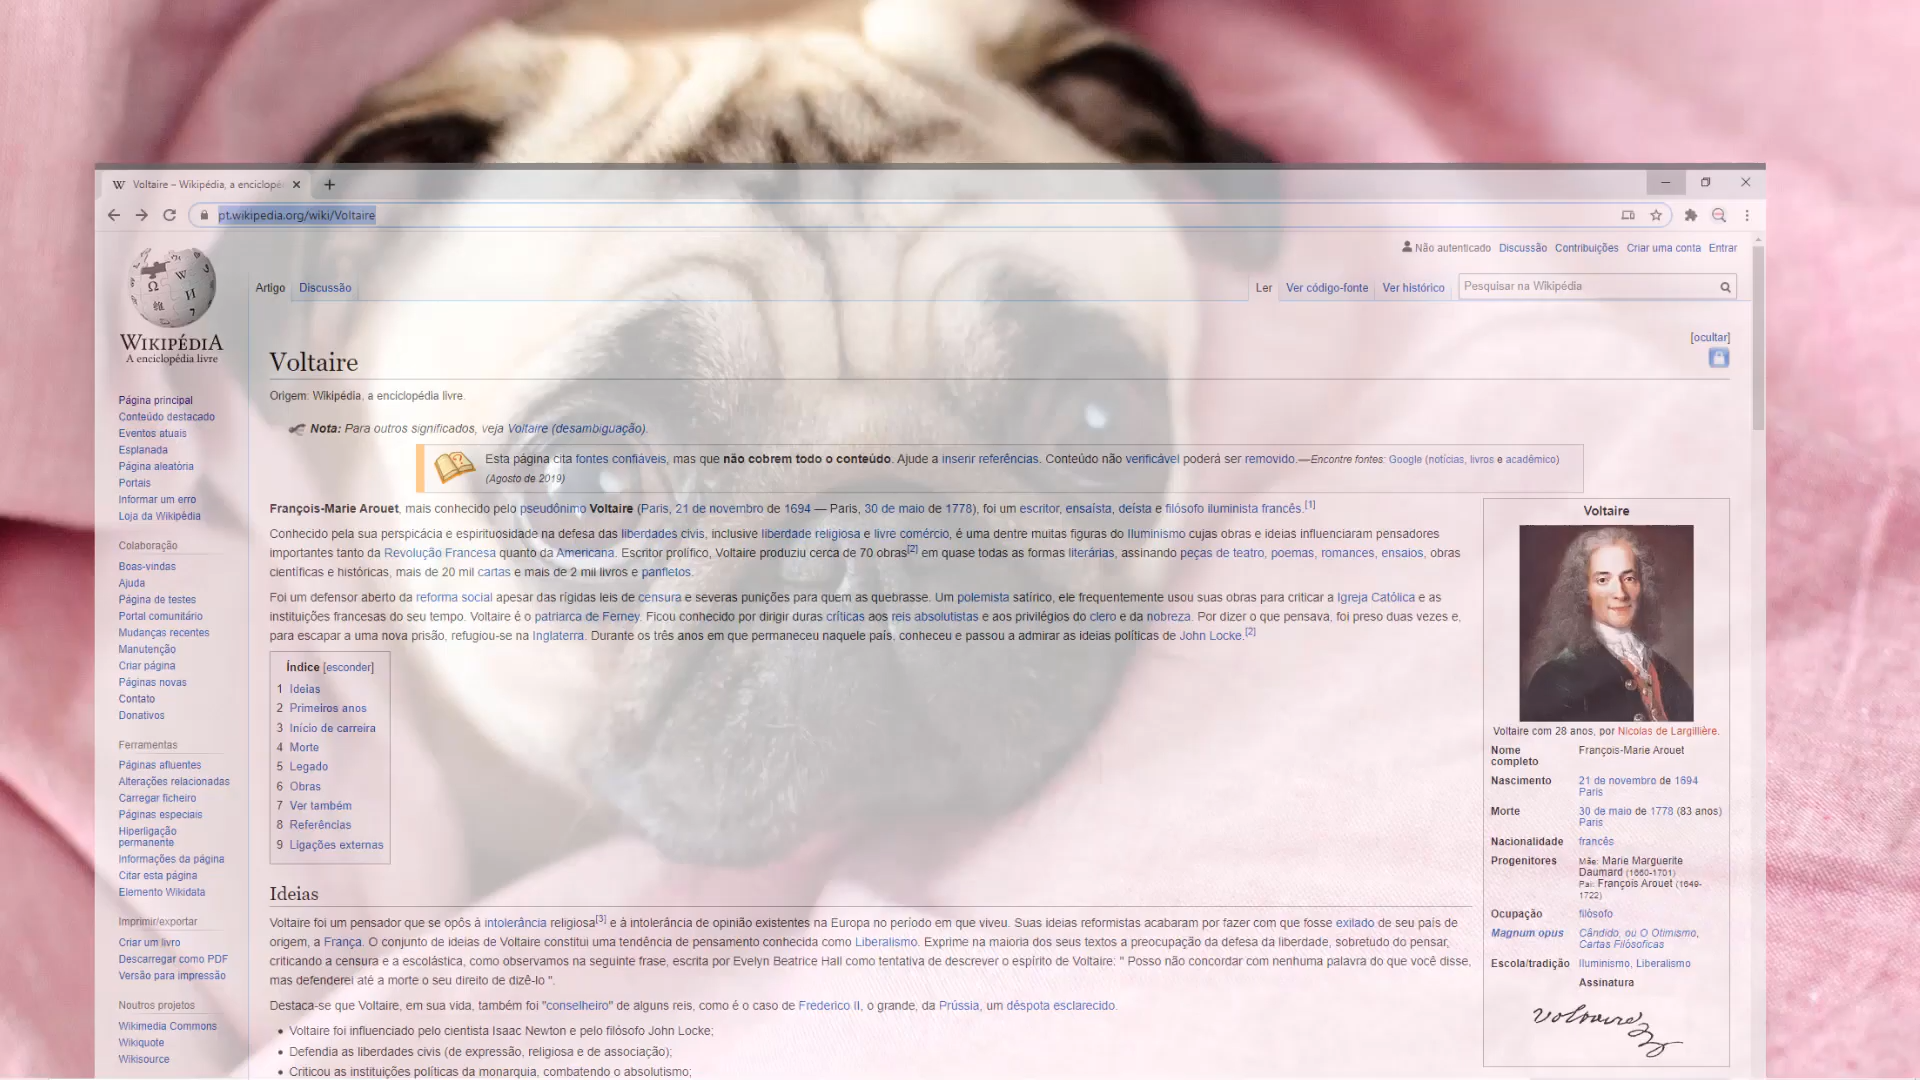 Voltaire – Wikipédia, a enciclopé
pt.wikipedia.org/wiki/Voltaire
Não autenticado Discussão Contribuições Criar uma conta Entrar
Artigo Discussão
Ler Ver código-fonte Ver histórico
Pesquisar na Wikipédia
WIKIPÉDIA
A enciclopédia livre
Página principal
Conteúdo destacado
Eventos atuais
Esplanada
Página aleatória
Portais
Informar um erro
Loja da Wikipédia
Colaboração
Boas-vindas
Ajuda
Página de testes
Portal comunitário
Mudanças recentes
Manutenção
Criar página
Páginas novas
Contato
Donativos
Ferramentas
Páginas afluentes
Alterações relacionadas
Carregar ficheiro
Páginas especiais
Hiperligação
permanente
Informações da página
Citar esta página
Elemento Wikidata
Imprimir/exportar
Criar um livro
Descarregar como PDF
Versão para impressão
Noutros projetos
Wikimedia Commons
Wikiquote
Wikisource
[ocultar]
Voltaire
Origem: Wikipédia, a enciclopédia livre.
Nota: Para outros significados, veja Voltaire (desambiguação).
Esta página cita fontes confiáveis, mas que não cobrem todo o conteúdo. Ajude a inserir referências. Conteúdo não verificável poderá ser removido.—Encontre fontes: Google (notícias, livros e acadêmico)
(Agosto de 2019)
François-Marie Arouet, mais conhecido pelo pseudônimo Voltaire (Paris, 21 de novembro de 1694 — Paris, 30 de maio de 1778), foi um escritor, ensaísta, deísta e filósofo iluminista francês.[1]
Conhecido pela sua perspicácia e espirituosidade na defesa das liberdades civis, inclusive liberdade religiosa e livre comércio, é uma dentre muitas figuras do Iluminismo cujas obras e ideias influenciaram pensadores
importantes tanto da Revolução Francesa quanto da Americana. Escritor prolífico, Voltaire produziu cerca de 70 obras[2] em quase todas as formas literárias, assinando peças de teatro, poemas, romances, ensaios, obras
científicas e históricas, mais de 20 mil cartas e mais de 2 mil livros e panfletos.
Foi um defensor aberto da reforma social apesar das rígidas leis de censura e severas punições para quem as quebrasse. Um polemista satírico, ele frequentemente usou suas obras para criticar a Igreja Católica e as
instituições francesas do seu tempo. Voltaire é o patriarca de Ferney. Ficou conhecido por dirigir duras críticas aos reis absolutistas e aos privilégios do clero e da nobreza. Por dizer o que pensava, foi preso duas vezes e,
para escapar a uma nova prisão, refugiou-se na Inglaterra. Durante os três anos em que permaneceu naquele país, conheceu e passou a admirar as ideias políticas de John Locke.[2]
Índice [esconder]
1 Ideias
2 Primeiros anos
3 Início de carreira
4 Morte
5 Legado
6 Obras
7 Ver também
8 Referências
9 Ligações externas
Ideias
Voltaire foi um pensador que se opôs à intolerância religiosa[3] e à intolerância de opinião existentes na Europa no período em que viveu. Suas ideias reformistas acabaram por fazer com que fosse exilado de seu país de
origem, a França. O conjunto de ideias de Voltaire constitui uma tendência de pensamento conhecida como Liberalismo. Exprime na maioria dos seus textos a preocupação da defesa da liberdade, sobretudo do pensar,
criticando a censura e a escolástica, como observamos na seguinte frase, escrita por Evelyn Beatrice Hall como tentativa de descrever o espírito de Voltaire: " Posso não concordar com nenhuma palavra do que você disse,
mas defenderei até a morte o seu direito de dizê-lo ".
Destaca-se que Voltaire, em sua vida, também foi "conselheiro" de alguns reis, como é o caso de Frederico II, o grande, da Prússia, um déspota esclarecido.
• Voltaire foi influenciado pelo cientista Isaac Newton e pelo filósofo John Locke;
• Defendia as liberdades civis (de expressão, religiosa e de associação);
• Criticou as instituições políticas da monarquia, combatendo o absolutismo;
Voltaire
Voltaire com 28 anos, por Nicolas de Largillière.
Nome completo François-Marie Arouet
Nascimento 21 de novembro de 1694
Paris
Morte 30 de maio de 1778 (83 anos)
Paris
Nacionalidade francês
Progenitores Mãe: Marie Marguerite
Daumard (1660-1701)
Pai: François Arouet (1649-
1722)
Ocupação filósofo
Magnum opus Cândido, ou O Otimismo,
Cartas Filosóficas
Escola/tradição Iluminismo, Liberalismo
Assinatura
Voltaire